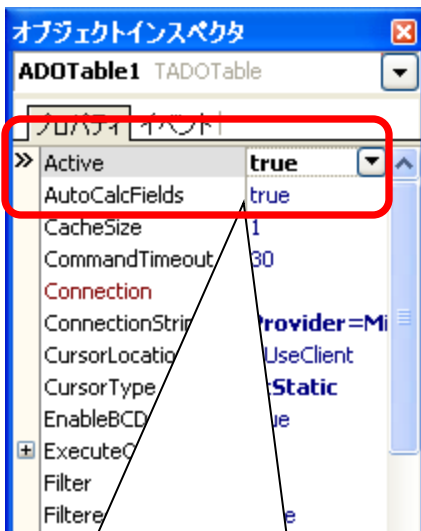 オブジェクトインスペクタ
ADOTable1 TADOTable
プロパティ イベント
Active true
AutoCalcFields true
CacheSize 1
CommandTimeout 30
Connection
ConnectionStrin Provider=Mi
CursorLocatio UseClient
CursorType Static
EnableBCD ue
ExecuteO
Filter
Filtere e